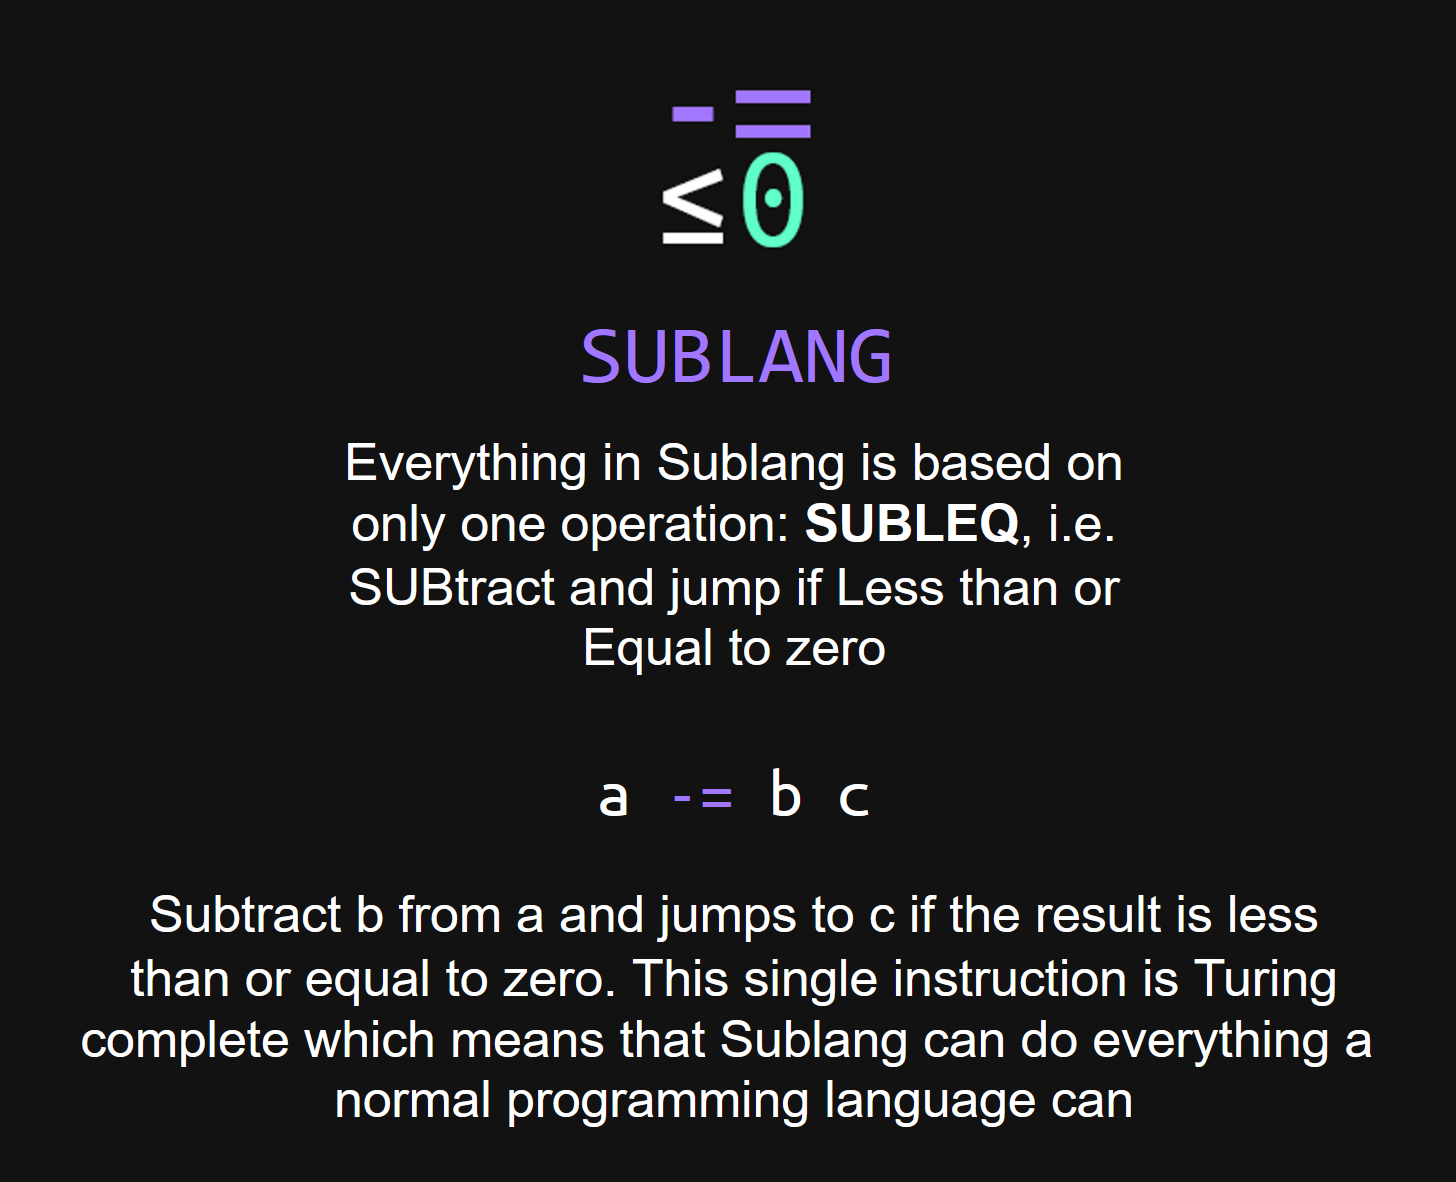 -=
≤0
SUBLANG
Everything in Sublang is based on
only one operation: SUBLEQ, i.e.
SUBtract and jump if Less than or
Equal to zero
a -= b c
Subtract b from a and jumps to c if the result is less
than or equal to zero. This single instruction is Turing
complete which means that Sublang can do everything a
normal programming language can